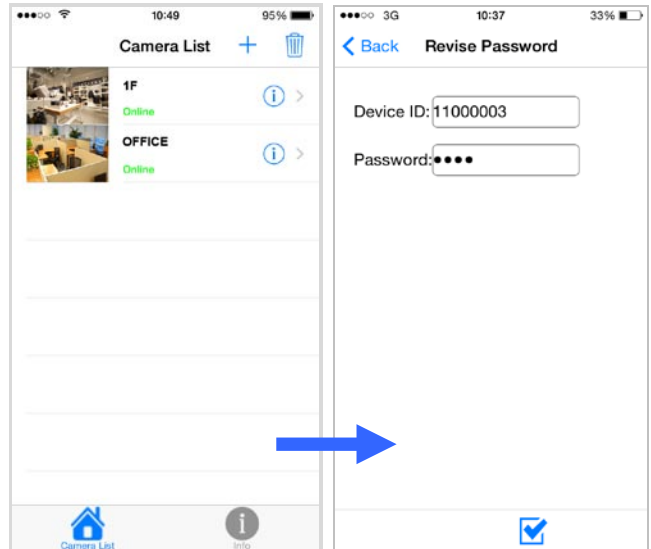 10:49 95%
Camera List
1F
Online
OFFICE
Online
Camera List Info
3G 10:37 33%
Back Revise Password
Device ID: 11000003
Password: ••••